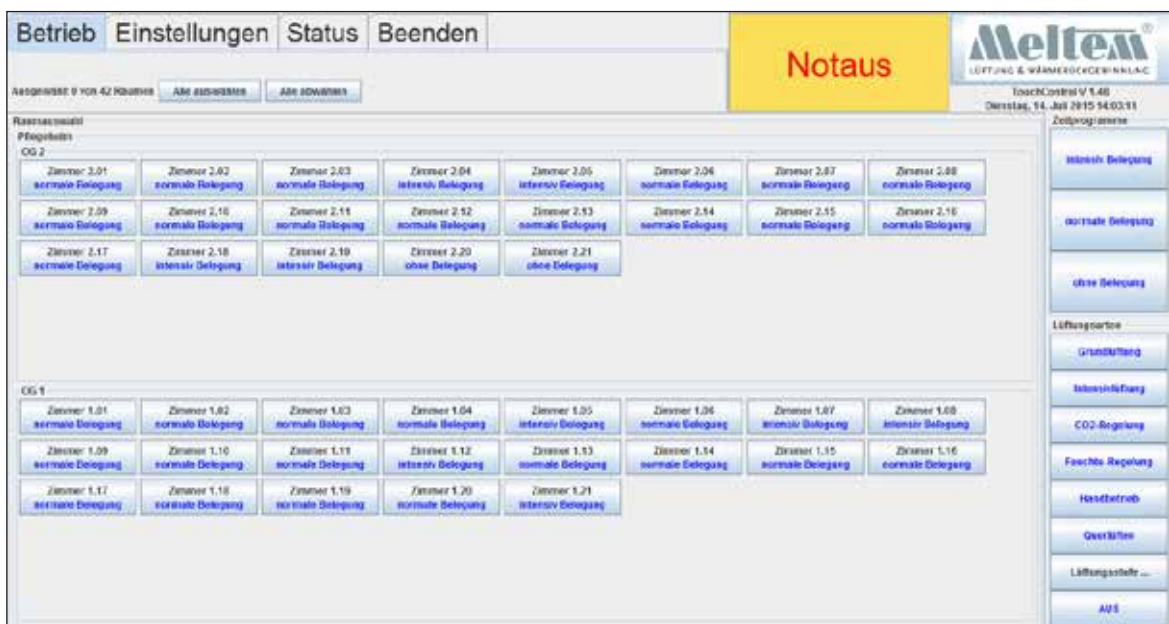 Betrieb Einstellungen Status Beenden
Notaus
Meltem®
LÜFTUNG & WÄRMERÜCKGEWINNUNG
Ausgewählt 0 von 42 Räumen Alle auswählen Alle abwählen
TouchControl V 1.46
Dienstag, 14. Juli 2015 14:03:11
Raumauswahl
Pflegeheim
OG 2
Zimmer 2.01 Zimmer 2.02 Zimmer 2.03 Zimmer 2.04 Zimmer 2.05 Zimmer 2.06 Zimmer 2.07 Zimmer 2.08
normale Belegung normale Belegung normale Belegung intensiv Belegung intensiv Belegung normale Belegung normale Belegung normale Belegung
Zimmer 2.09 Zimmer 2.10 Zimmer 2.11 Zimmer 2.12 Zimmer 2.13 Zimmer 2.14 Zimmer 2.15 Zimmer 2.16
normale Belegung normale Belegung normale Belegung normale Belegung normale Belegung normale Belegung normale Belegung normale Belegung
Zimmer 2.17 Zimmer 2.18 Zimmer 2.19 Zimmer 2.20 Zimmer 2.21
normale Belegung intensiv Belegung intensiv Belegung ohne Belegung ohne Belegung
OG 1
Zimmer 1.01 Zimmer 1.02 Zimmer 1.03 Zimmer 1.04 Zimmer 1.05 Zimmer 1.06 Zimmer 1.07 Zimmer 1.08
normale Belegung normale Belegung normale Belegung normale Belegung intensiv Belegung normale Belegung intensiv Belegung intensiv Belegung
Zimmer 1.09 Zimmer 1.10 Zimmer 1.11 Zimmer 1.12 Zimmer 1.13 Zimmer 1.14 Zimmer 1.15 Zimmer 1.16
normale Belegung normale Belegung normale Belegung intensiv Belegung normale Belegung normale Belegung normale Belegung normale Belegung
Zimmer 1.17 Zimmer 1.18 Zimmer 1.19 Zimmer 1.20 Zimmer 1.21
normale Belegung normale Belegung normale Belegung normale Belegung intensiv Belegung
Zeitprogramme
intensiv Belegung
normale Belegung
ohne Belegung
Lüftungsarten
Grundlüftung
Intensivlüftung
CO2-Regelung
Feuchte-Regelung
Handbetrieb
Querlüften
Lüftungsstufe ...
AUS